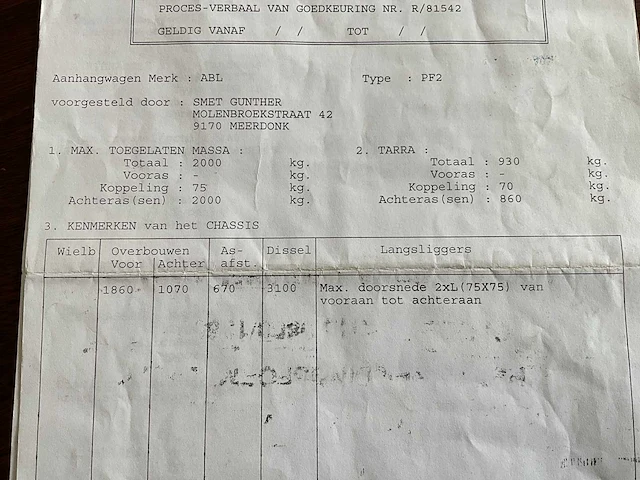 PROCES-VERBAAL VAN GOEDKEURING NR. R/81542
GELDIG VANAF / / TOT / /
Aanhangwagen Merk : ABL Type : PF2
voorgesteld door : SMET GUNTHER
MOLENBROEKSTRAAT 42
9170 MEERDONK
1. MAX. TOEGELATEN MASSA : 2. TARRA :
Totaal : 2000 kg. Totaal : 930 kg.
Vooras : - kg. Vooras : - kg.
Koppeling : 75 kg. Koppeling : 70 kg.
Achteras(sen) : 2000 kg. Achteras(sen) : 860 kg.
3. KENMERKEN van het CHASSIS
Wielb Overbouwen As- Dissel Langsliggers
Voor Achter afst.
1860 1070 670 3100 Max. doorsnede 2xL(75X75) van
vooraan tot achteraan